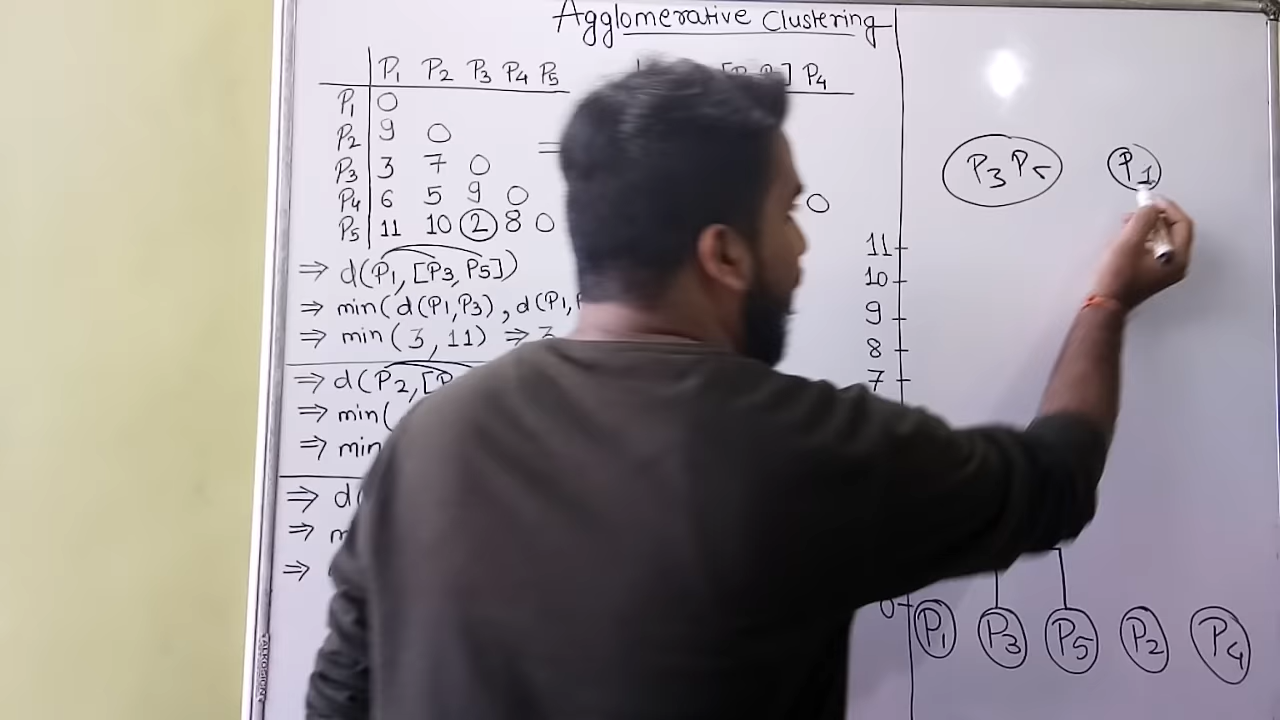 Agglomerative Clustering
P1 P2 P3 P4 P5
P1 0
P2 9 0
P3 3 7 0
P4 6 5 9 0
P5 11 10 2 8 0
=
] P4
0
⇒ d(P1, [P3, P5])
⇒ min(d(P1,P3), d(P1,
⇒ min(3, 11) ⇒ 3
⇒ d(P2, [P
⇒ min(
⇒ min
⇒ d(
⇒ m
⇒
P3 P5
P1
11
10
9
8
7
0
P1 P3 P5 P2 P4